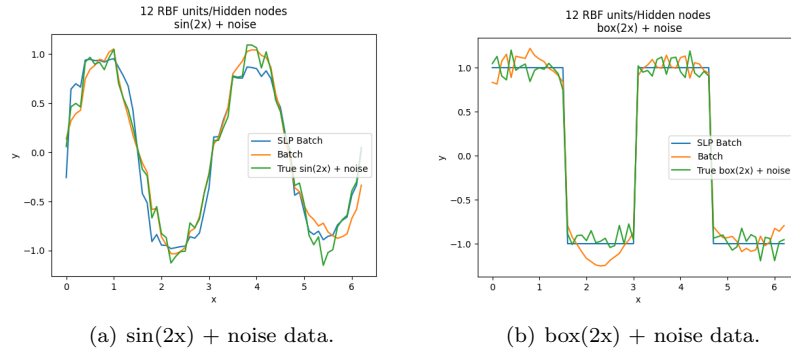 12 RBF units/Hidden nodes
sin(2x) + noise
1.0
0.5
0.0
−0.5
−1.0
y
SLP Batch
Batch
True sin(2x) + noise
0 1 2 3 4 5 6
x
(a) sin(2x) + noise data.
12 RBF units/Hidden nodes
box(2x) + noise
1.0
0.5
0.0
−0.5
−1.0
y
SLP Batch
Batch
True box(2x) + noise
0 1 2 3 4 5 6
x
(b) box(2x) + noise data.